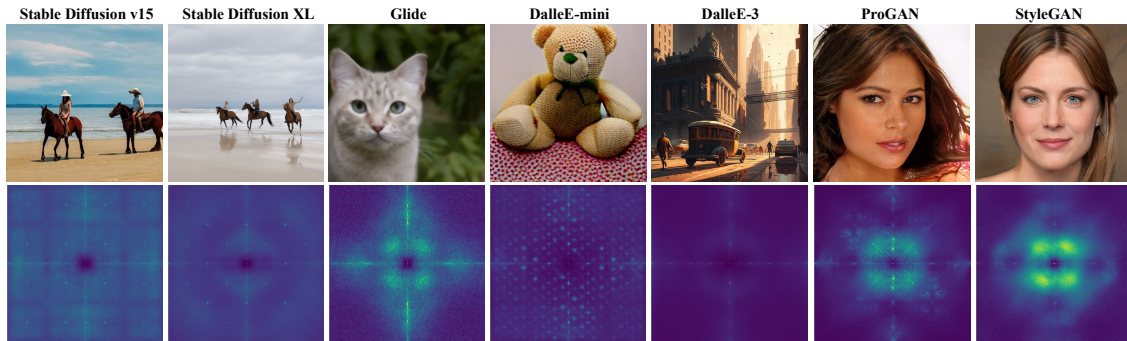 Stable Diffusion v15
Stable Diffusion XL
Glide
DalleE-mini
DalleE-3
ProGAN
StyleGAN